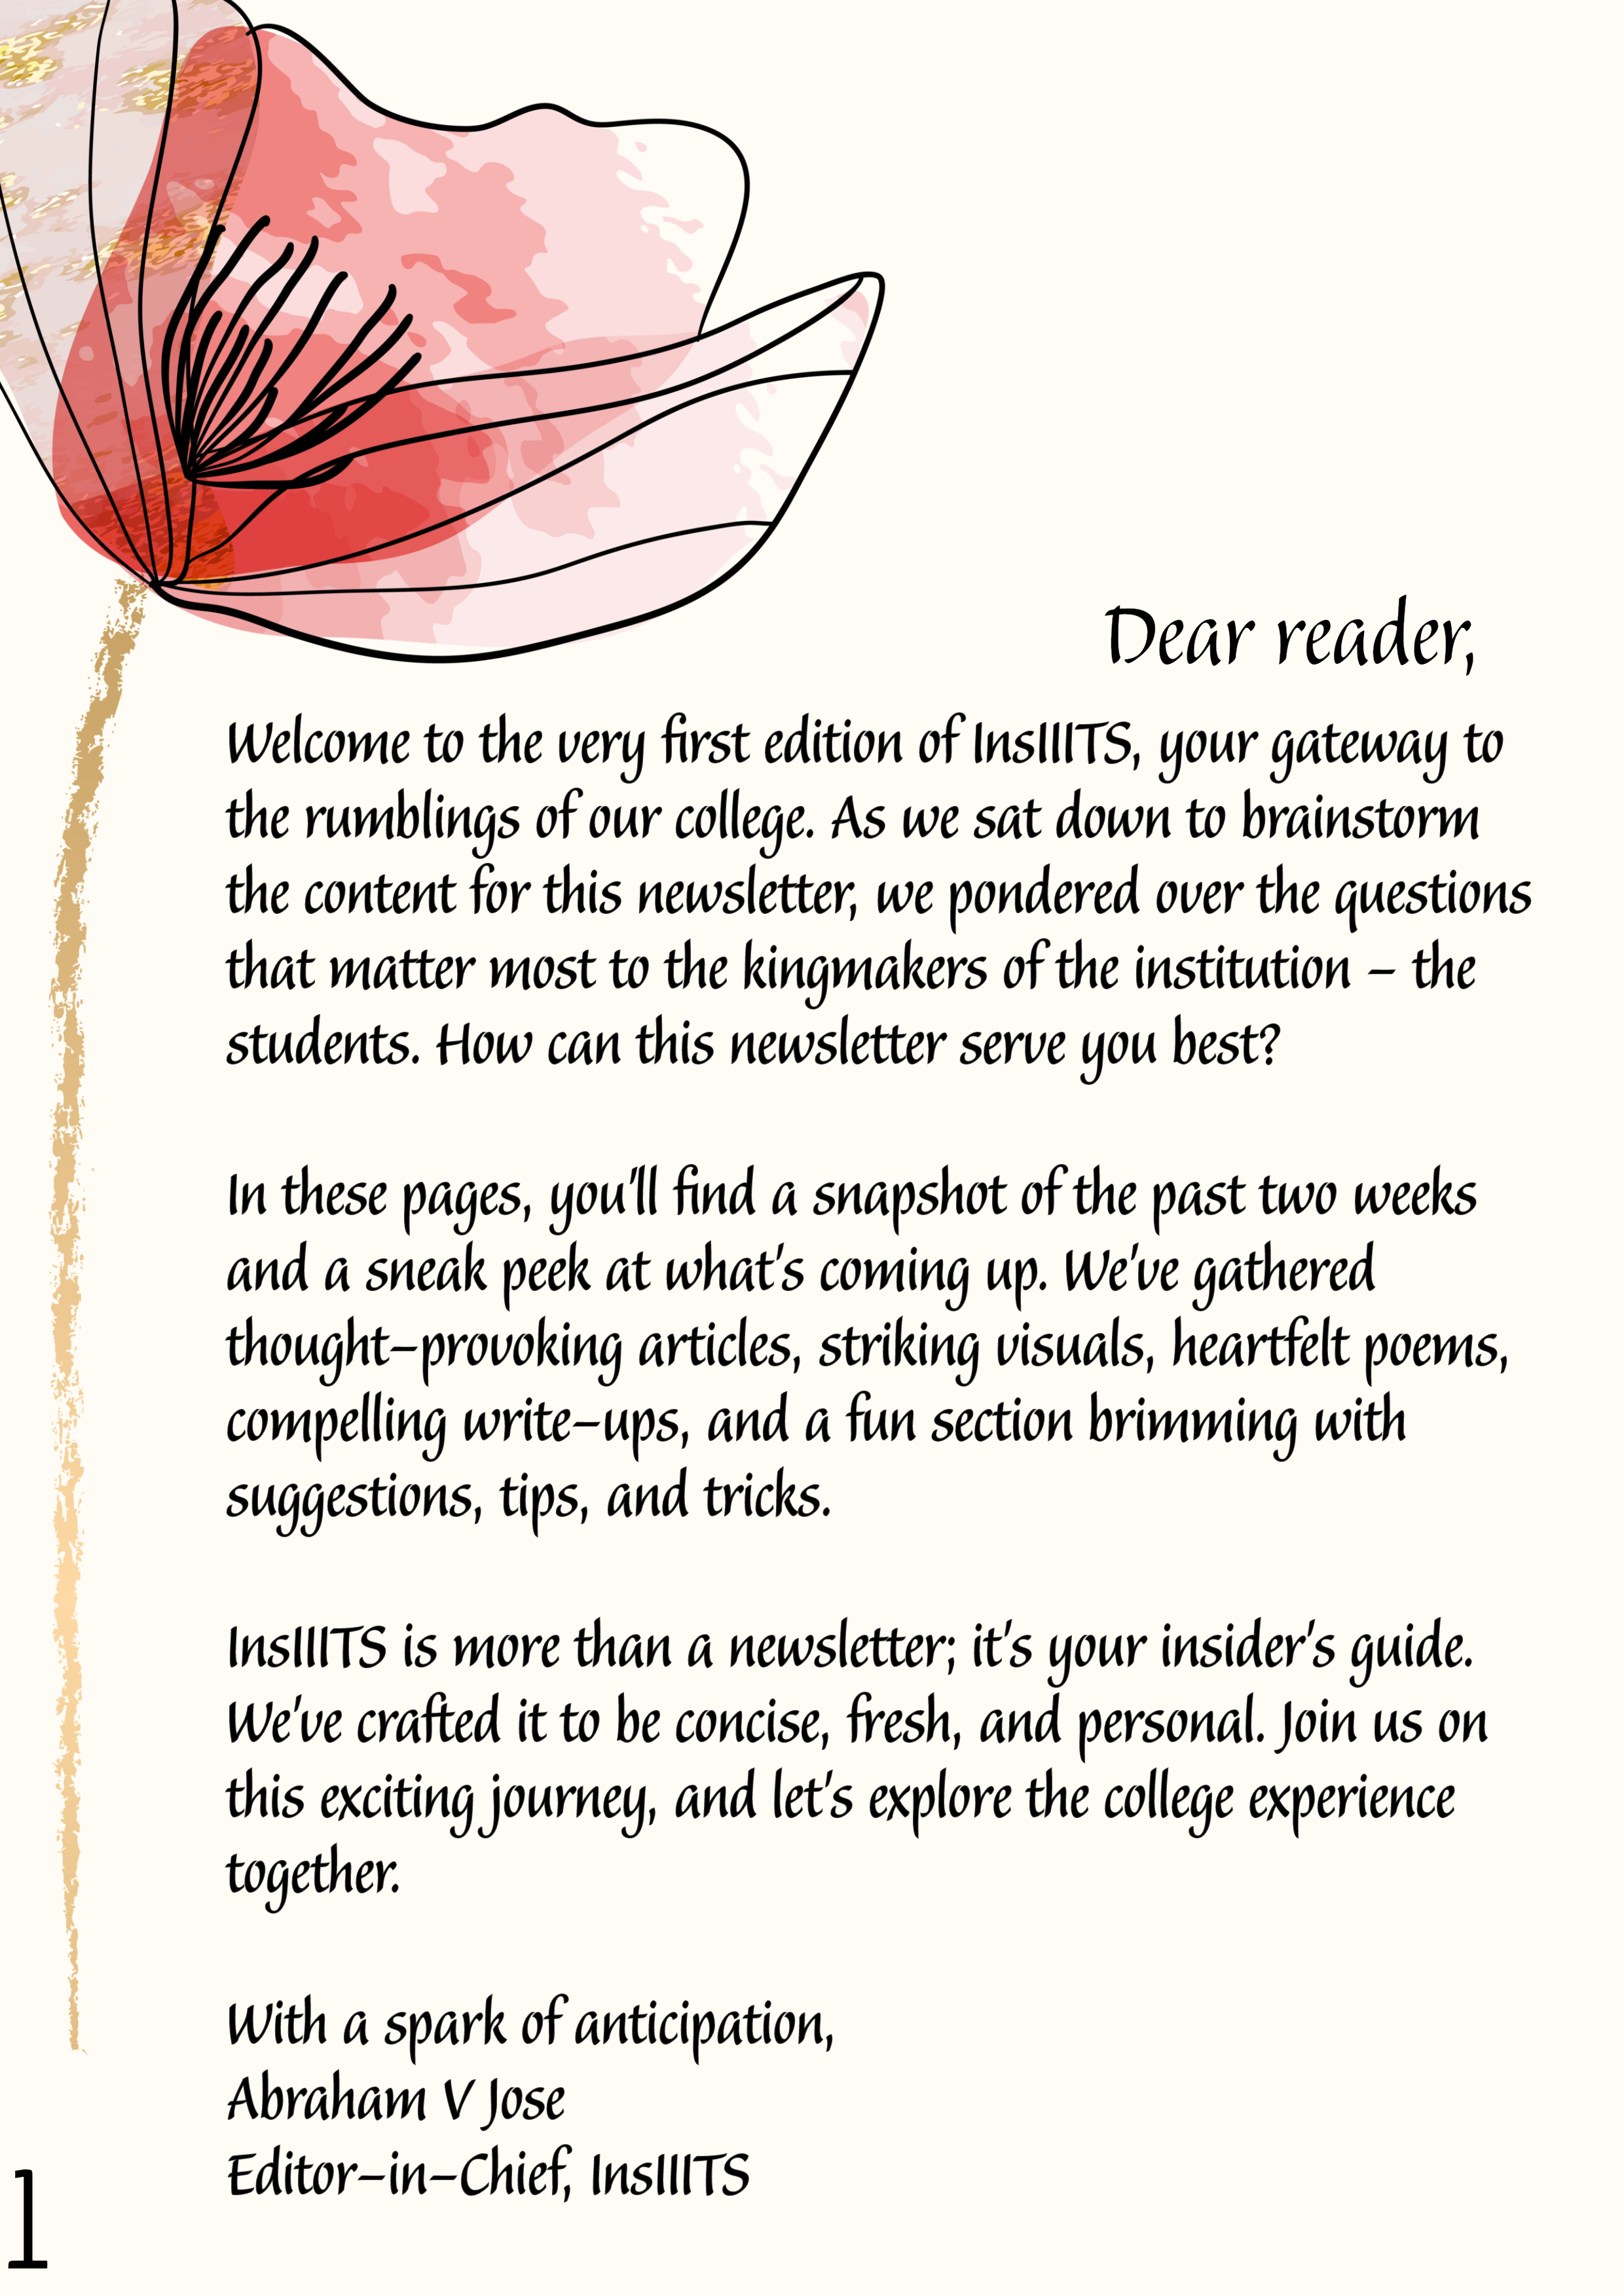 Dear reader,
Welcome to the very first edition of InsIIITS, your gateway to
the rumblings of our college. As we sat down to brainstorm
the content for this newsletter, we pondered over the questions
that matter most to the kingmakers of the institution – the
students. How can this newsletter serve you best?
In these pages, you'll find a snapshot of the past two weeks
and a sneak peek at what's coming up. We've gathered
thought-provoking articles, striking visuals, heartfelt poems,
compelling write-ups, and a fun section brimming with
suggestions, tips, and tricks.
InsIIITS is more than a newsletter; it's your insider's guide.
We've crafted it to be concise, fresh, and personal. Join us on
this exciting journey, and let's explore the college experience
together.
With a spark of anticipation,
Abraham V Jose
Editor-in-Chief, InsIIITS
1